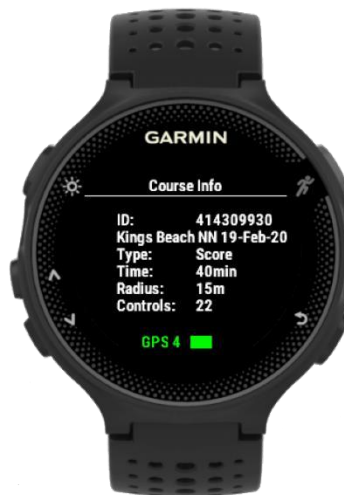 GARMIN
Course Info
ID: 414309930
Kings Beach NN 19-Feb-20
Type: Score
Time: 40min
Radius: 15m
Controls: 22
GPS 4